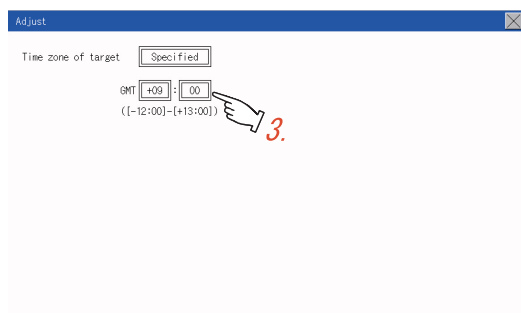 Adjust
Time zone of target Specified
GMT +09 : 00
([-12:00]-[+13:00])
3.